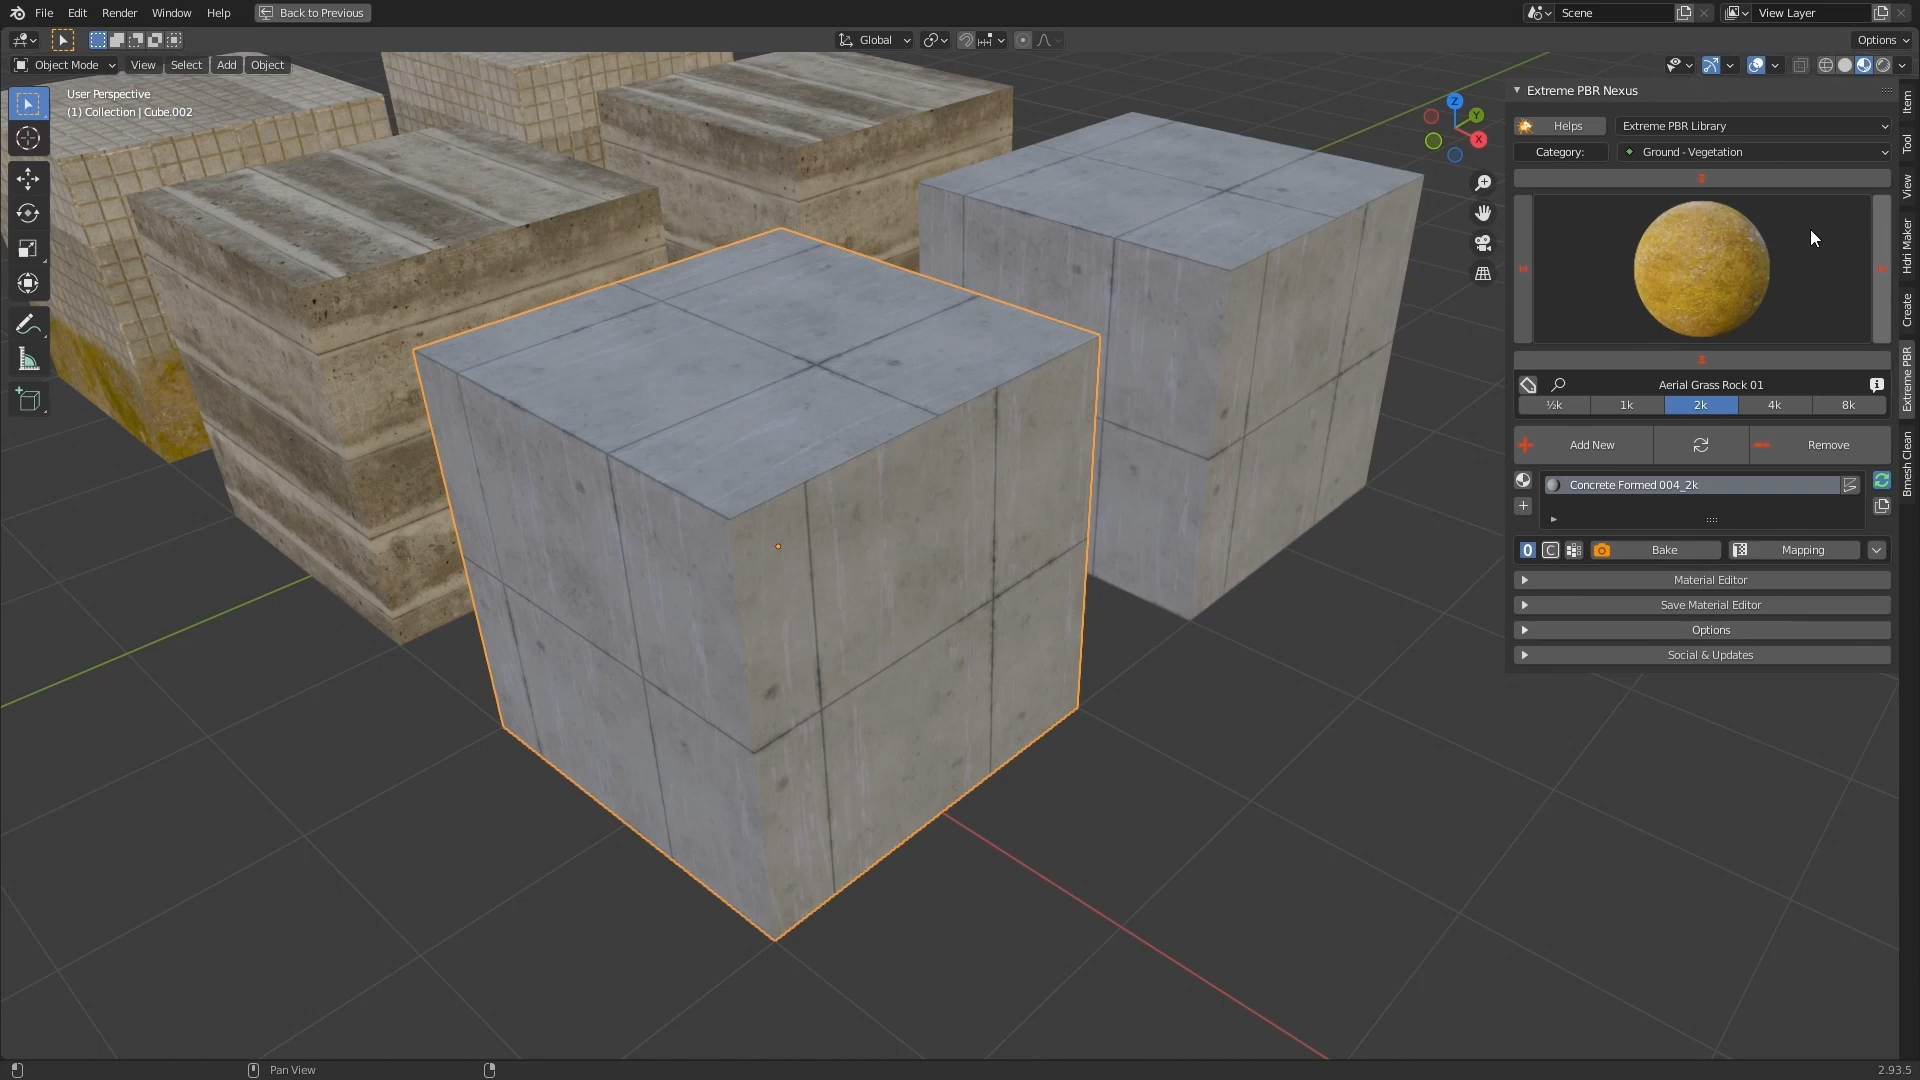 File Edit Render Window Help Back to Previous Scene View Layer
Global Options
Object Mode View Select Add Object
User Perspective
(1) Collection | Cube.002
Z
Y
X
Extreme PBR Nexus
Helps Extreme PBR Library
Category: Ground - Vegetation
Aerial Grass Rock 01
½k 1k 2k 4k 8k
Add New Remove
Concrete Formed 004_2k
0 C Bake Mapping
Material Editor
Save Material Editor
Options
Social & Updates
Item
Tool
View
Hdri Maker
Create
Extreme PBR
Bmesh Clean
Pan View 2.93.5